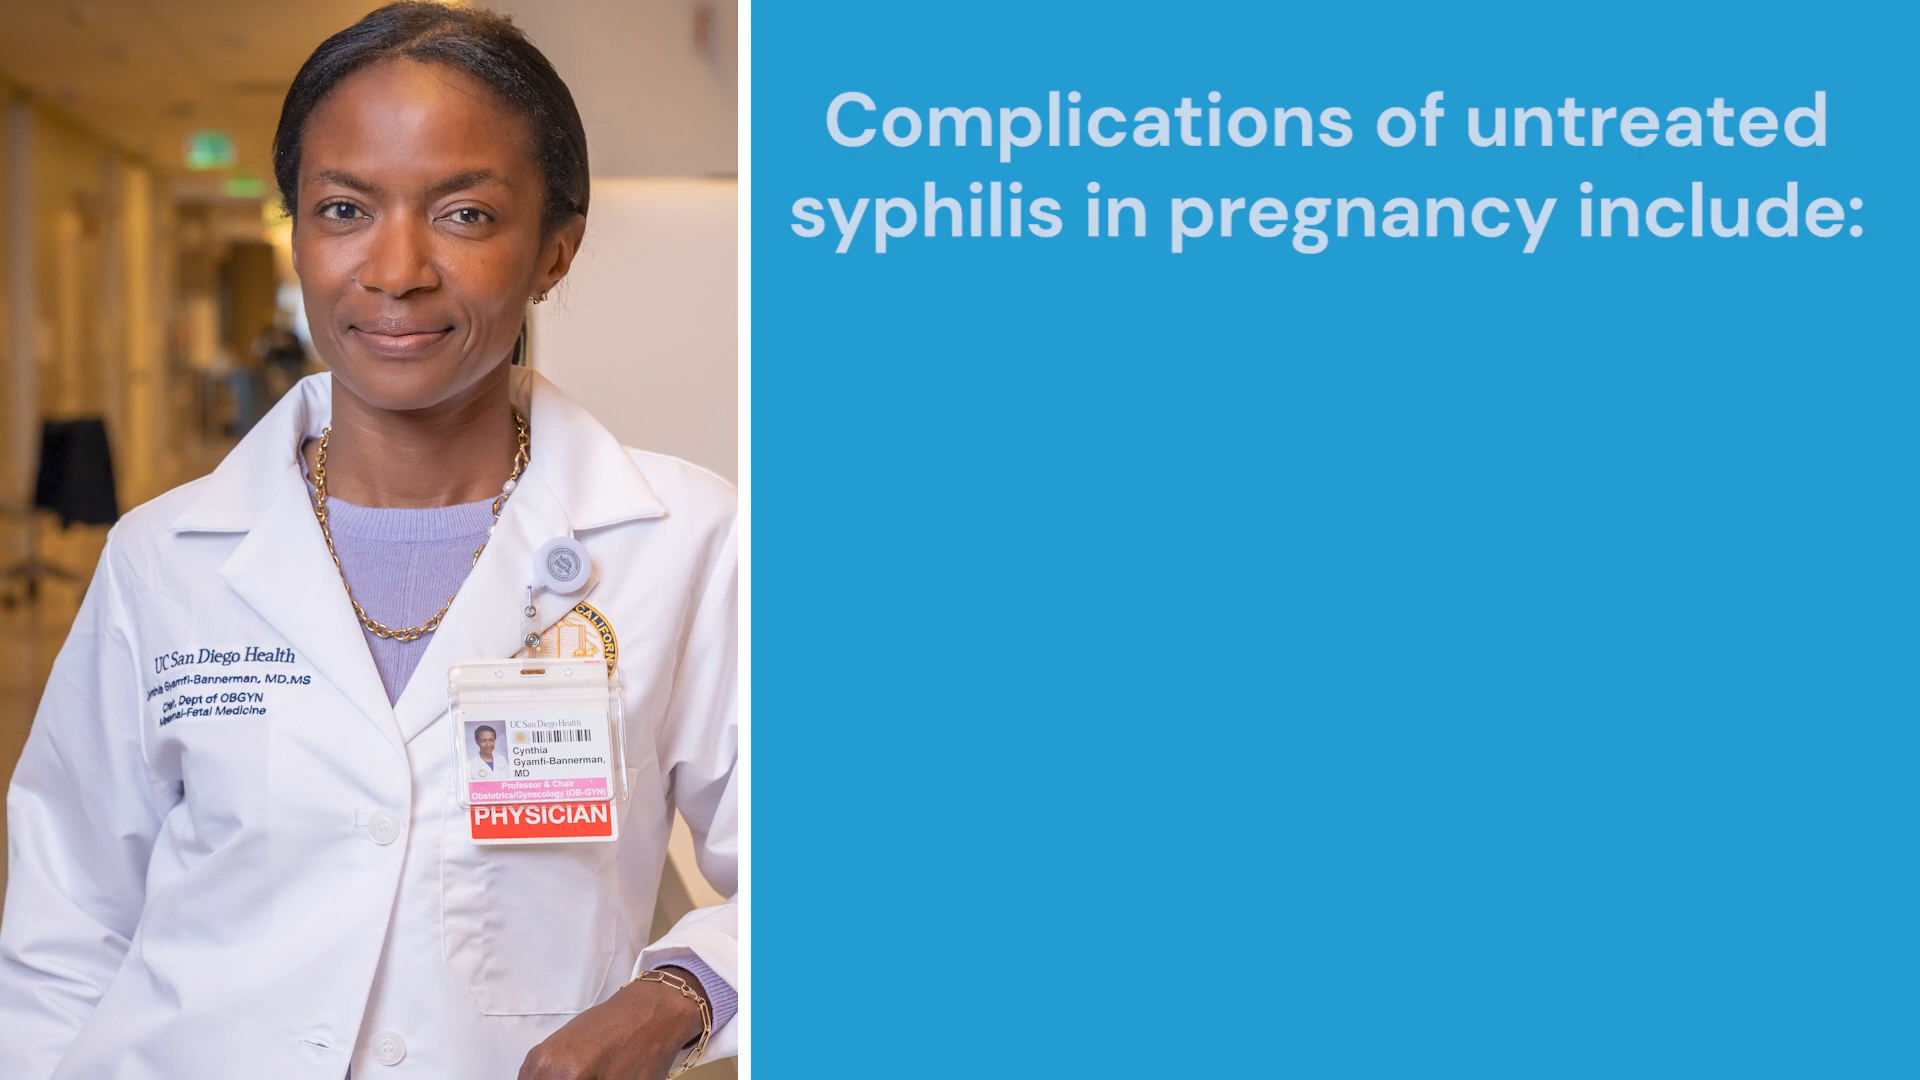 Complications of untreated
syphilis in pregnancy include:
UC San Diego Health
Gyamfi-Bannerman, MD.MS
Dept of OBGYN
Maternal-Fetal Medicine
CALIFORN
UC San Diego Health
Cynthia
Gyamfi-Bannerman,
MD
Professor & Chair
Obstetrics/Gynecology (OB-GYN)
PHYSICIAN